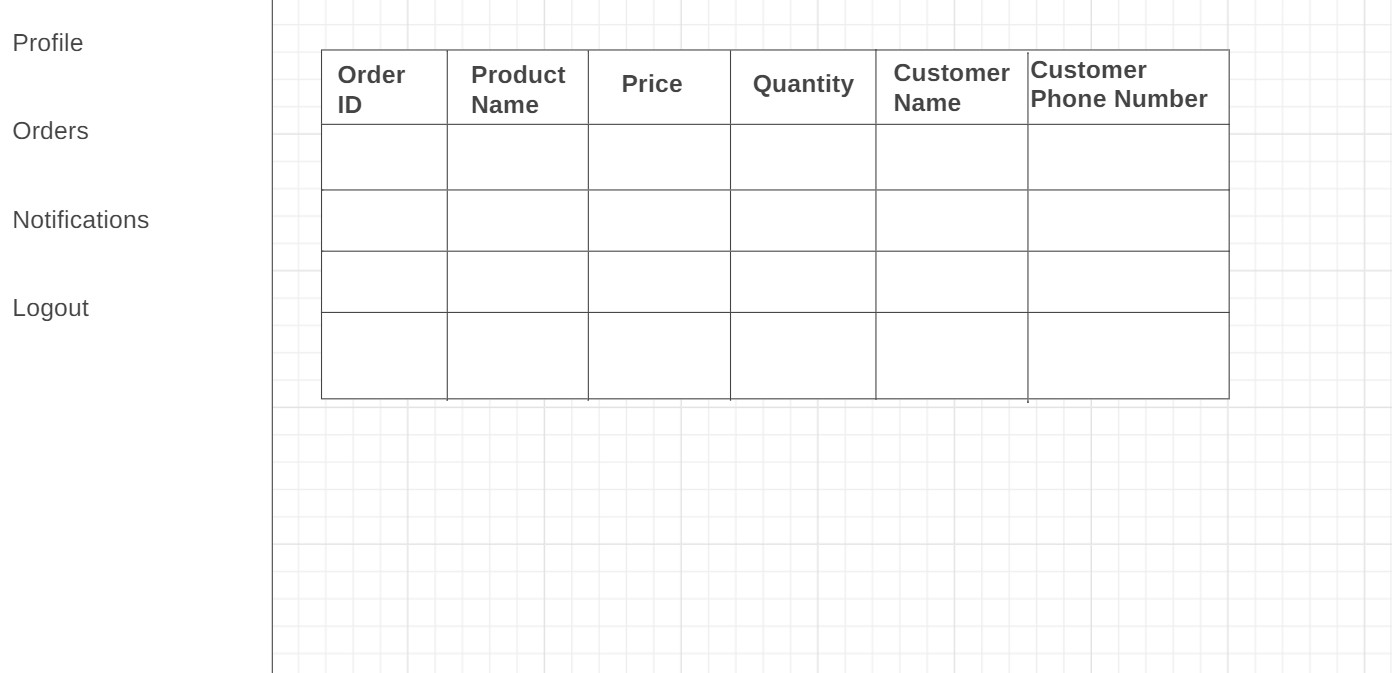 Profile
Orders
Notifications
Logout
Order
ID
Product
Name
Price
Quantity
Customer
Name
Customer
Phone Number